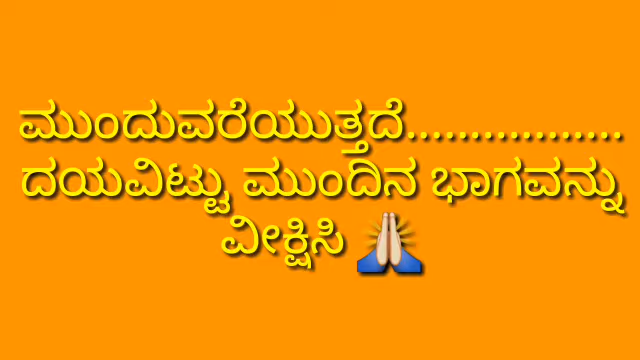 ಮುಂದುವರೆಯುತ್ತದೆ.................
ದಯವಿಟ್ಟು ಮುಂದಿನ ಭಾಗವನ್ನು
ವೀಕ್ಷಿಸಿ 🙏